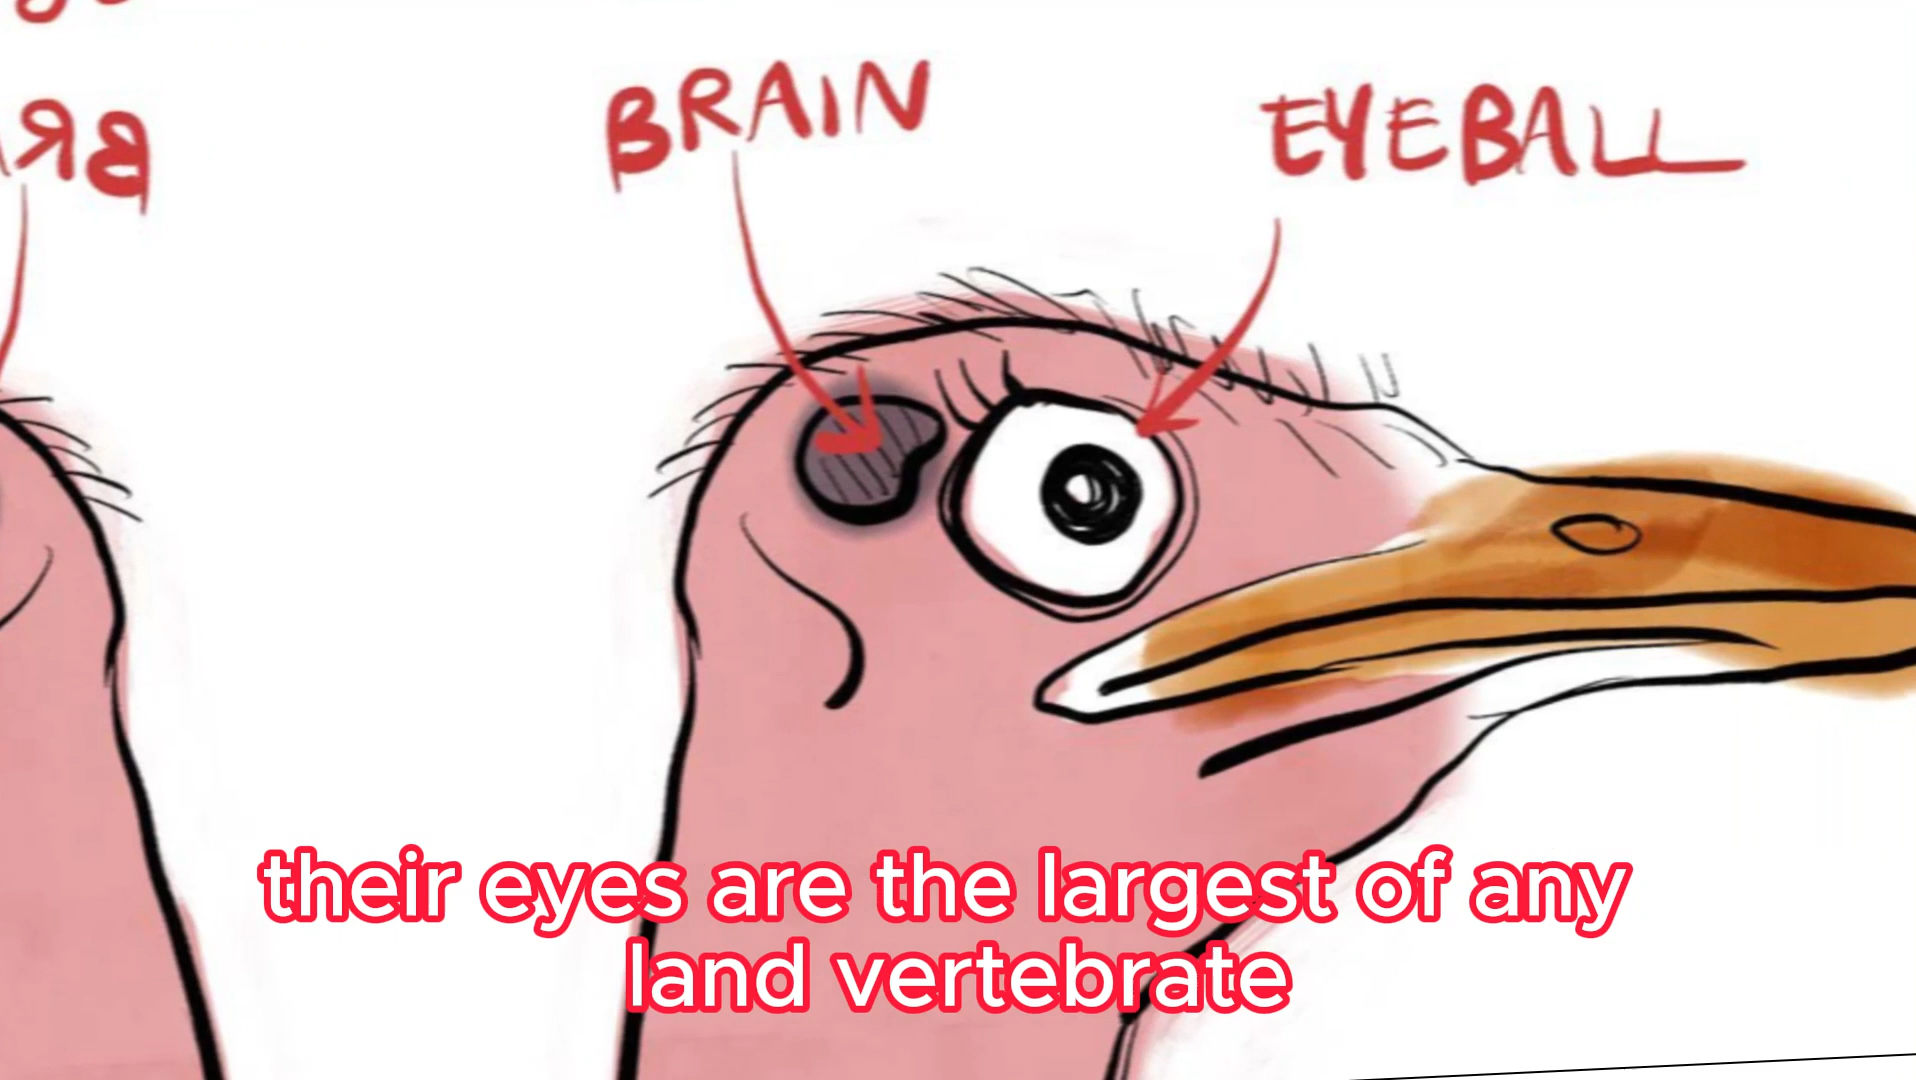 BRAIN
EYEBALL
their eyes are the largest of any
land vertebrate